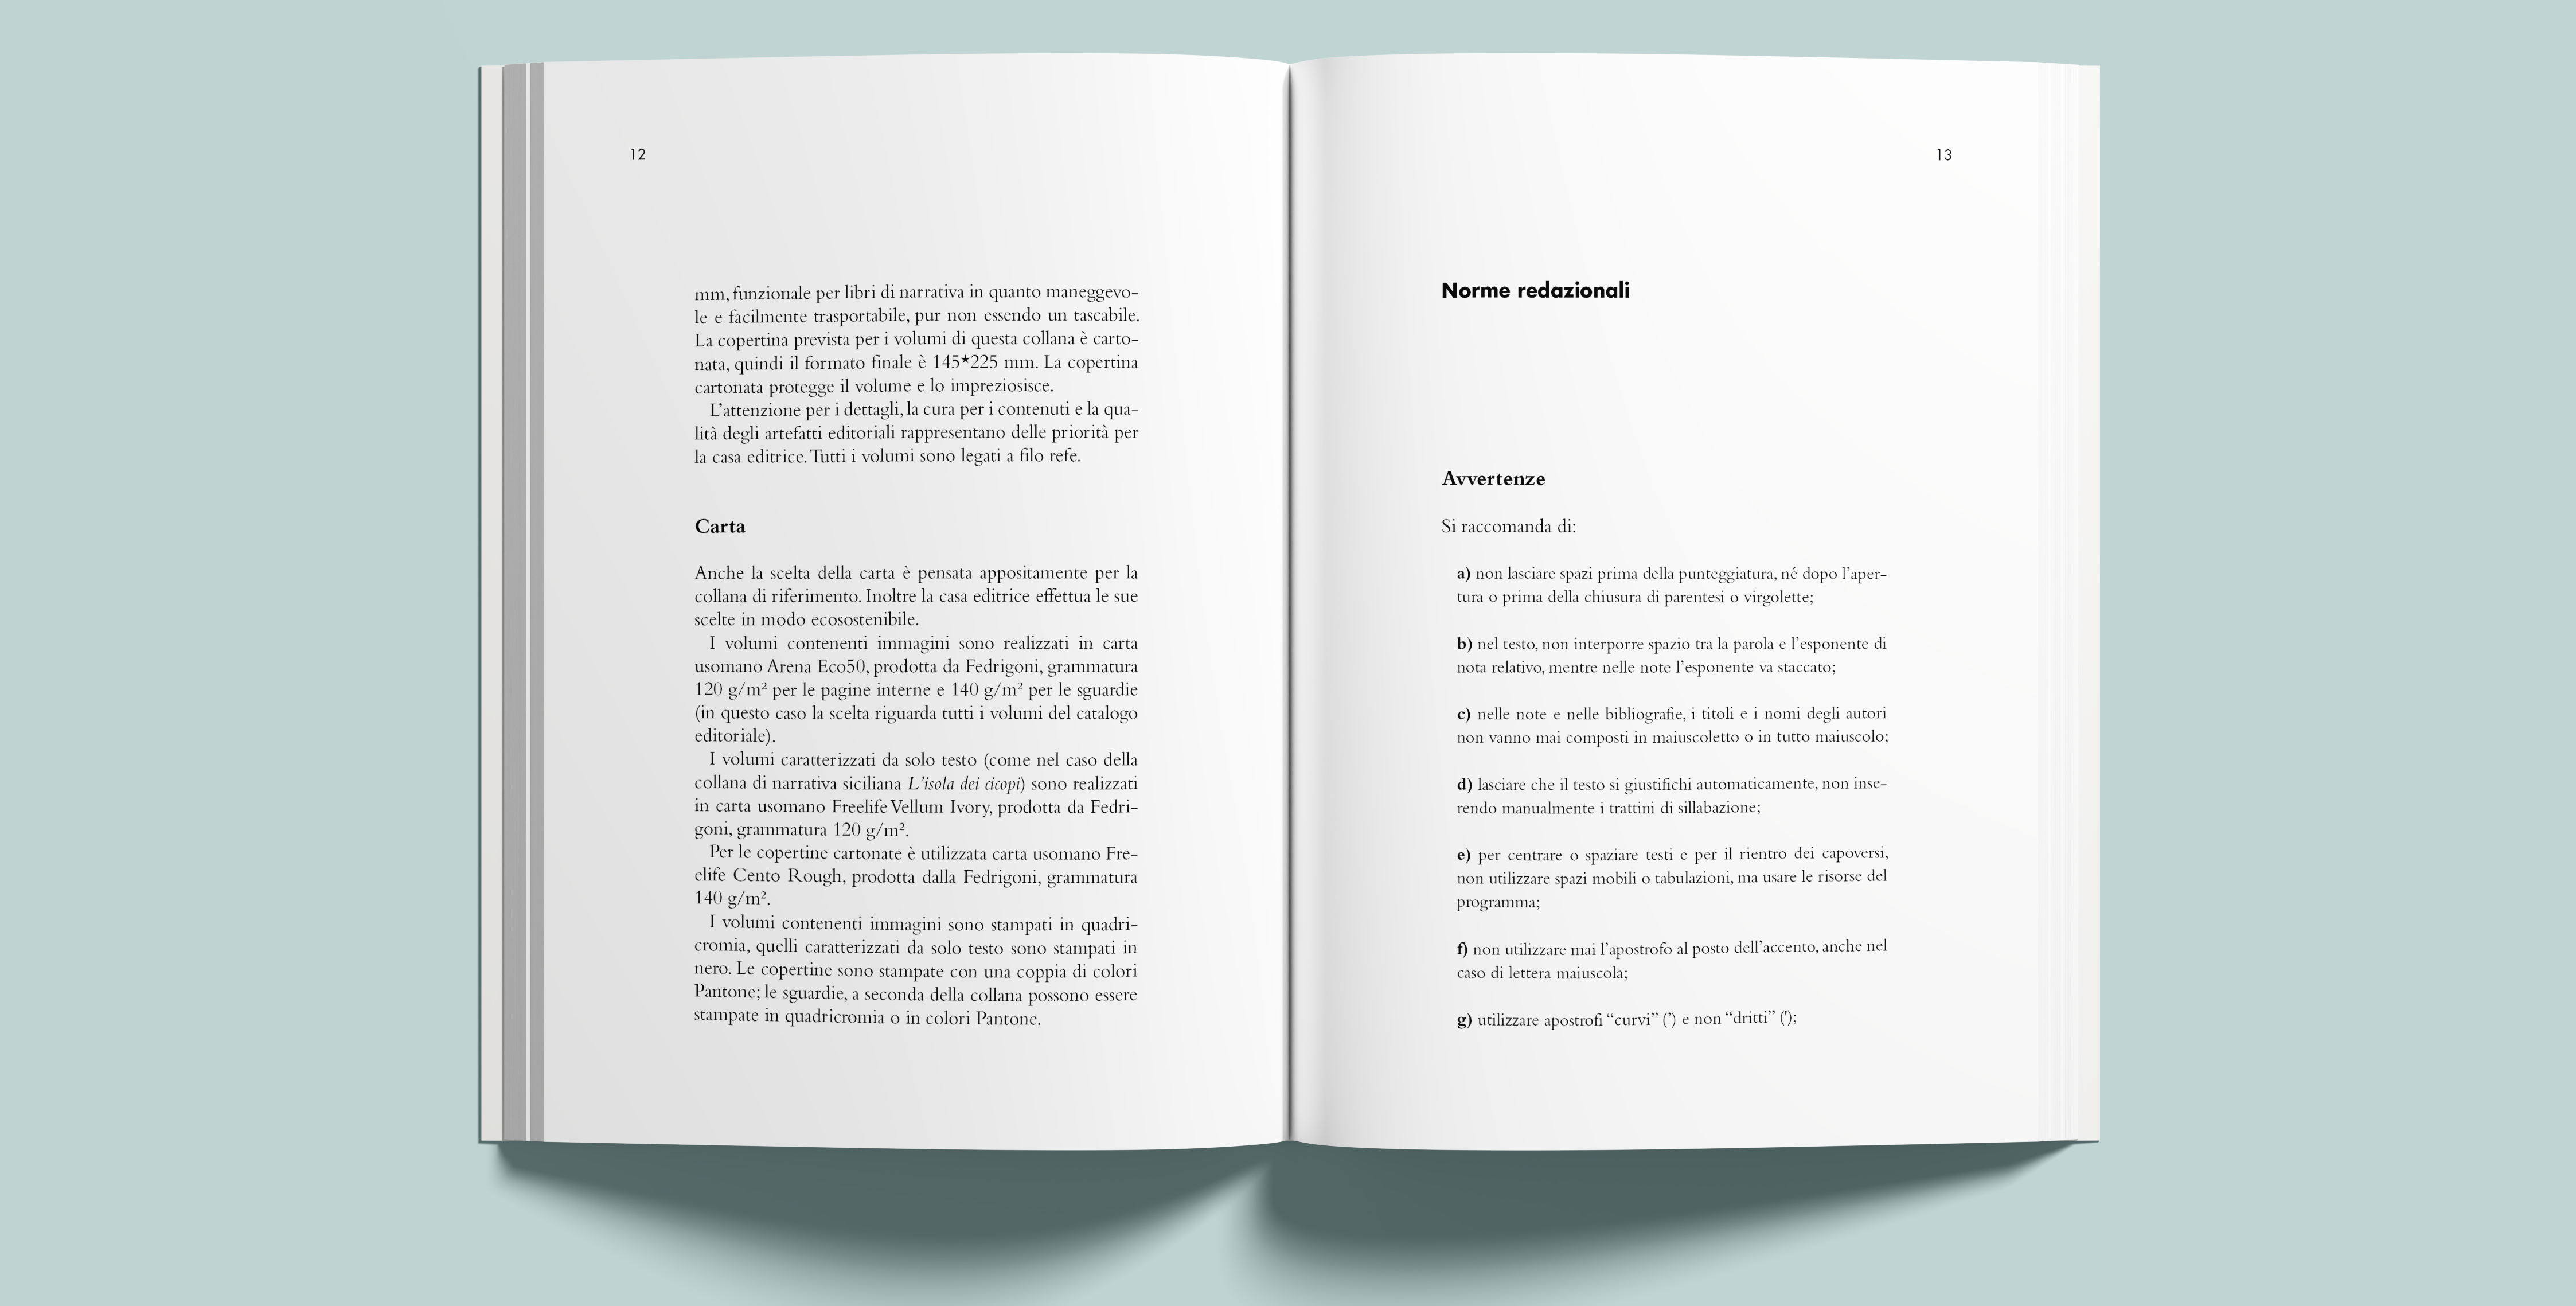 12
mm, funzionale per libri di narrativa in quanto maneggevo-
le e facilmente trasportabile, pur non essendo un tascabile.
La copertina prevista per i volumi di questa collana è carto-
nata, quindi il formato finale è 145*225 mm. La copertina
cartonata protegge il volume e lo impreziosisce.
L’attenzione per i dettagli, la cura per i contenuti e la qua-
lità degli artefatti editoriali rappresentano delle priorità per
la casa editrice. Tutti i volumi sono legati a filo refe.
Carta
Anche la scelta della carta è pensata appositamente per la
collana di riferimento. Inoltre la casa editrice effettua le sue
scelte in modo ecosostenibile.
I volumi contenenti immagini sono realizzati in carta
usomano Arena Eco50, prodotta da Fedrigoni, grammatura
120 g/m² per le pagine interne e 140 g/m² per le sguardie
(in questo caso la scelta riguarda tutti i volumi del catalogo
editoriale).
I volumi caratterizzati da solo testo (come nel caso della
collana di narrativa siciliana L’isola dei cicopi) sono realizzati
in carta usomano Freelife Vellum Ivory, prodotta da Fedri-
goni, grammatura 120 g/m².
Per le copertine cartonate è utilizzata carta usomano Fre-
elife Cento Rough, prodotta dalla Fedrigoni, grammatura
140 g/m².
I volumi contenenti immagini sono stampati in quadri-
cromia, quelli caratterizzati da solo testo sono stampati in
nero. Le copertine sono stampate con una coppia di colori
Pantone; le sguardie, a seconda della collana possono essere
stampate in quadricromia o in colori Pantone.
13
Norme redazionali
Avvertenze
Si raccomanda di:
a) non lasciare spazi prima della punteggiatura, né dopo l’aper-
tura o prima della chiusura di parentesi o virgolette;
b) nel testo, non interporre spazio tra la parola e l’esponente di
nota relativo, mentre nelle note l’esponente va staccato;
c) nelle note e nelle bibliografie, i titoli e i nomi degli autori
non vanno mai composti in maiuscoletto o in tutto maiuscolo;
d) lasciare che il testo si giustifichi automaticamente, non inse-
rendo manualmente i trattini di sillabazione;
e) per centrare o spaziare testi e per il rientro dei capoversi,
non utilizzare spazi mobili o tabulazioni, ma usare le risorse del
programma;
f) non utilizzare mai l’apostrofo al posto dell’accento, anche nel
caso di lettera maiuscola;
g) utilizzare apostrofi “curvi” (’) e non “dritti” (');